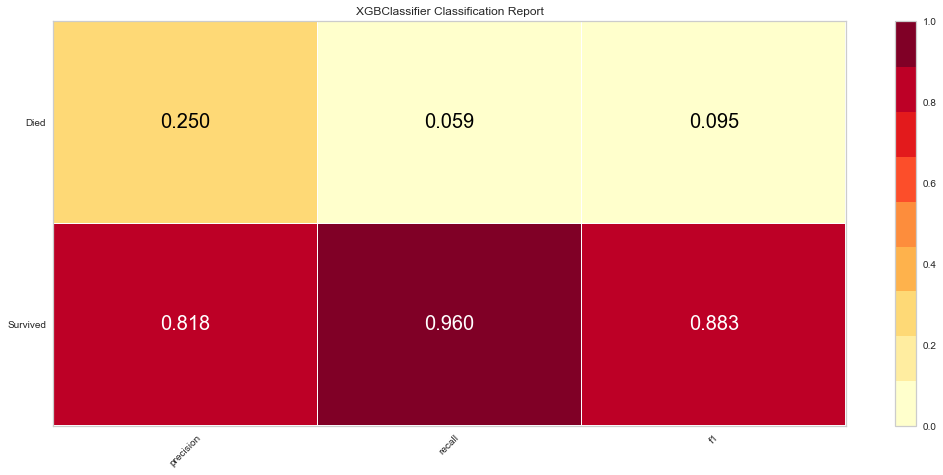 XGBClassifier Classification Report
Died
0.250
0.059
0.095
Survived
0.818
0.960
0.883
precision
recall
f1
1.0
0.8
0.6
0.4
0.2
0.0